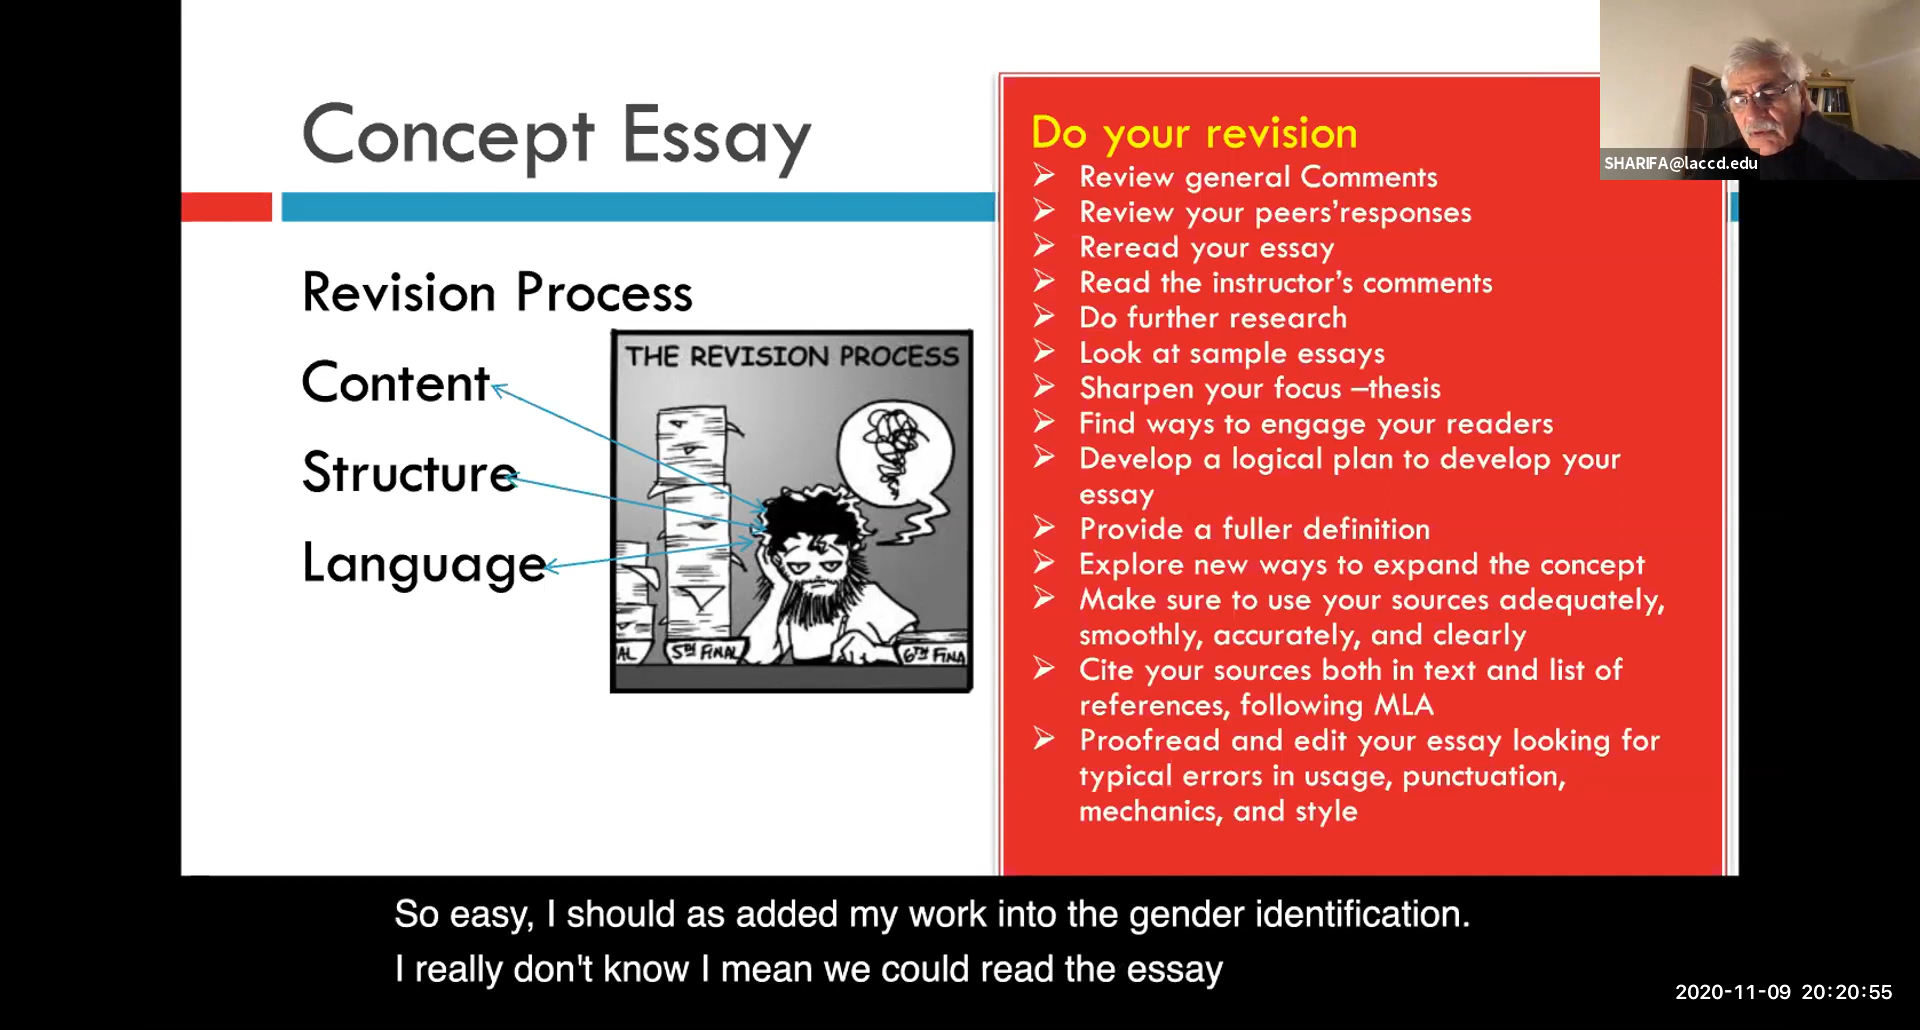 Concept Essay
Revision Process
Content
Structure
Language
THE REVISION PROCESS
AL
5TH FINAL
6TH FINA
Do your revision
Review general Comments
Review your peers'responses
Reread your essay
Read the instructor's comments
Do further research
Look at sample essays
Sharpen your focus –thesis
Find ways to engage your readers
Develop a logical plan to develop your
essay
Provide a fuller definition
Explore new ways to expand the concept
Make sure to use your sources adequately,
smoothly, accurately, and clearly
Cite your sources both in text and list of
references, following MLA
Proofread and edit your essay looking for
typical errors in usage, punctuation,
mechanics, and style
SHARIFA@laccd.edu
So easy, I should as added my work into the gender identification.
I really don't know I mean we could read the essay
2020-11-09 20:20:55